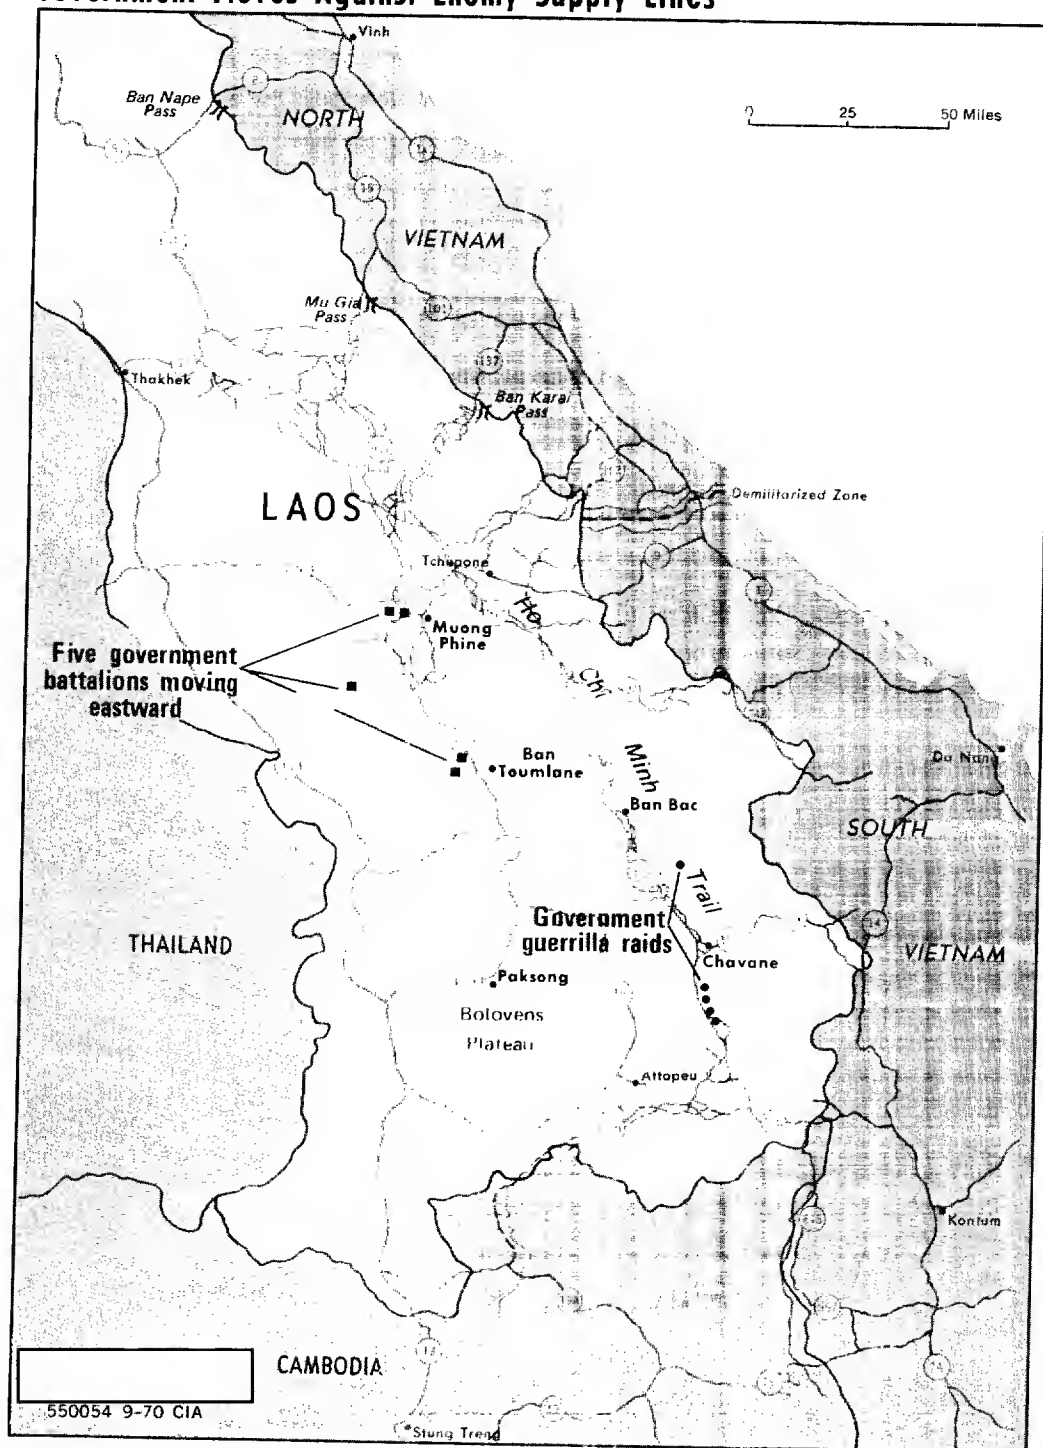 Government Moves Against Enemy Supply Lines
Vinh
Ban Nape
Pass
NORTH
0 25 50 Miles
VIETNAM
Mu Gia
Pass
Thakhek
Ban Karai
Pass
LAOS
Demilitarized Zone
Tchepone
Ho
Muong
Phine
Five government
battalions moving
eastward
Chi
Ban
Toumlane
Minh
Da Nang
Ban Bac
SOUTH
Trail
Government
guerrilla raids
THAILAND
Chavane
VIETNAM
Paksong
Bolovens
Plateau
Attopeu
Kontum
CAMBODIA
550054 9-70 CIA
Stung Treng